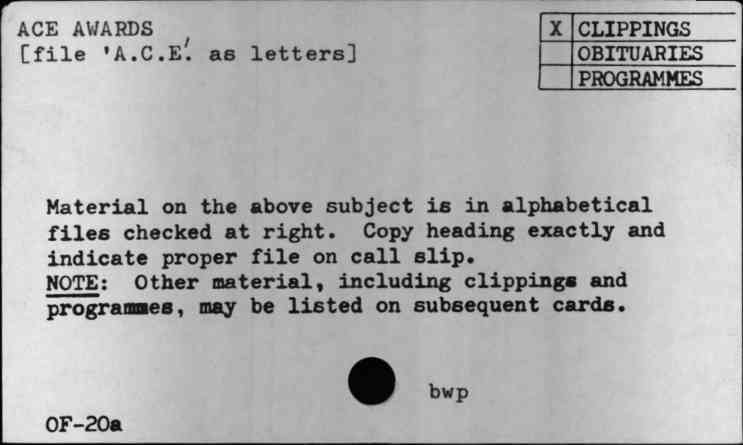 ACE AWARDS
[file 'A.C.E.' as letters]
X CLIPPINGS
OBITUARIES
PROGRAMMES
Material on the above subject is in alphabetical
files checked at right. Copy heading exactly and
indicate proper file on call slip.
NOTE: Other material, including clippings and
programmes, may be listed on subsequent cards.
bwp
OF-20a